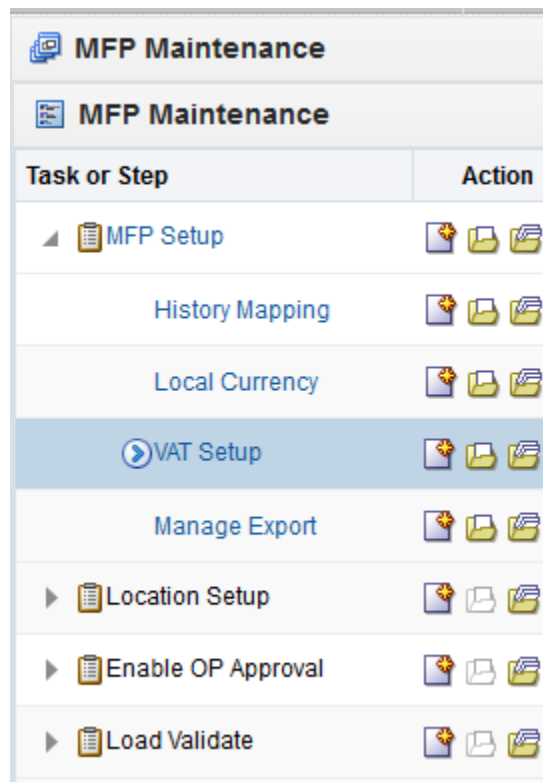 MFP Maintenance
MFP Maintenance
Task or Step Action
MFP Setup
History Mapping
Local Currency
VAT Setup
Manage Export
Location Setup
Enable OP Approval
Load Validate